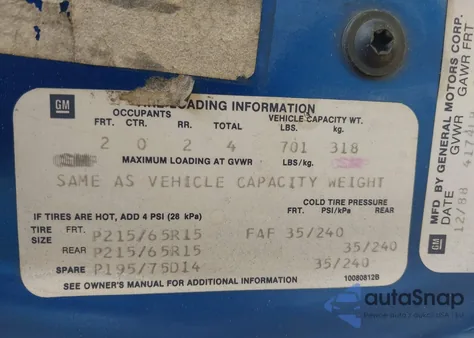 GM
TIRE-LOADING INFORMATION
OCCUPANTS
VEHICLE CAPACITY WT.
FRT. CTR. RR. TOTAL LBS. kg.
2 0 2 4 701 318
MAXIMUM LOADING AT GVWR LBS/kg.
SAME AS VEHICLE CAPACITY WEIGHT
COLD TIRE PRESSURE
IF TIRES ARE HOT, ADD 4 PSI (28 kPa)
FRT. PSI/kPa REAR
TIRE SIZE
FRT. P215/65R15 FAF 35/240
REAR P215/65R15 35/240
SPARE P195/75D14 35/240
SEE OWNER'S MANUAL FOR ADDITIONAL INFORMATION
10080812B
GM
MFD BY GENERAL MOTORS CORP.
DATE GVWR GAWR FRT
12/88
autoSnap